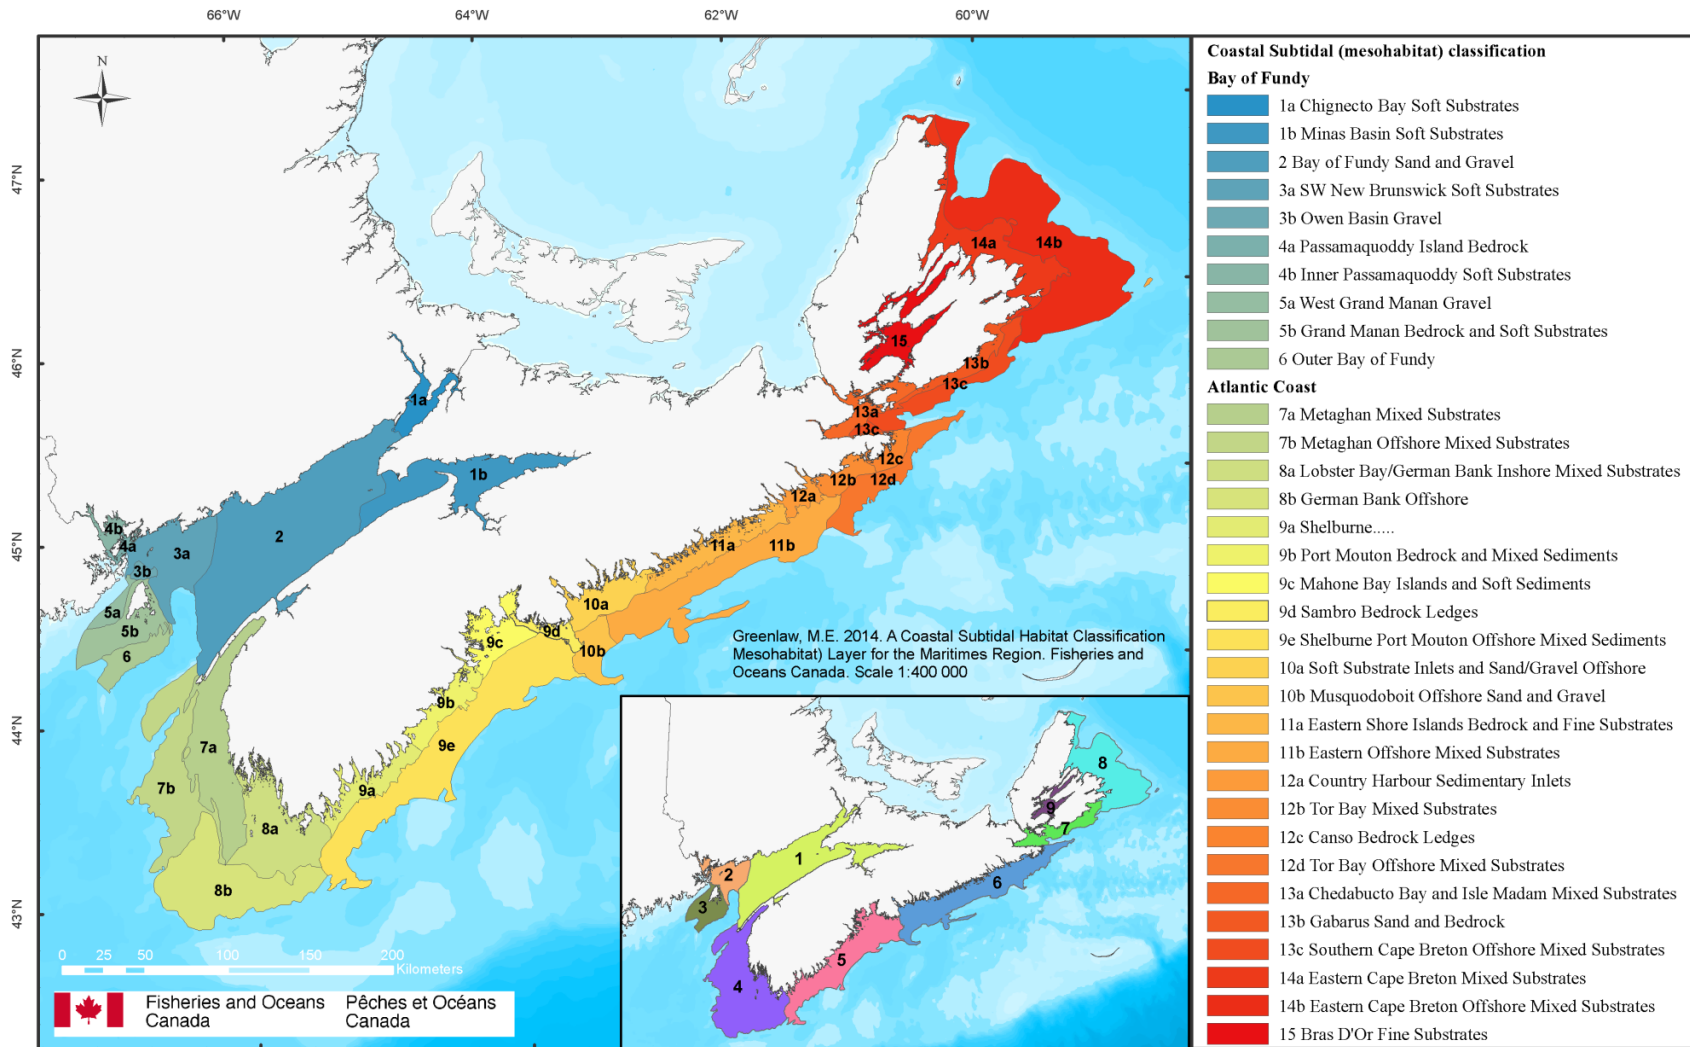 66°W
64°W
62°W
60°W
N
47°N
46°N
45°N
44°N
43°N
14a
14b
15
13b
13c
13a
13c
12c
12b
12d
12a
11a
11b
10a
10b
1a
1b
2
4b
4a
3a
3b
5a
5b
6
9d
9c
9b
9e
9a
7a
7b
8a
8b
Greenlaw, M.E. 2014. A Coastal Subtidal Habitat Classification
Mesohabitat) Layer for the Maritimes Region. Fisheries and
Oceans Canada. Scale 1:400 000
0 25 50 100 150 200
Kilometers
Fisheries and Oceans
Canada
Pêches et Océans
Canada
8
9
7
1
2
3
6
5
4
Coastal Subtidal (mesohabitat) classification
Bay of Fundy
1a Chignecto Bay Soft Substrates
1b Minas Basin Soft Substrates
2 Bay of Fundy Sand and Gravel
3a SW New Brunswick Soft Substrates
3b Owen Basin Gravel
4a Passamaquoddy Island Bedrock
4b Inner Passamaquoddy Soft Substrates
5a West Grand Manan Gravel
5b Grand Manan Bedrock and Soft Substrates
6 Outer Bay of Fundy
Atlantic Coast
7a Metaghan Mixed Substrates
7b Metaghan Offshore Mixed Substrates
8a Lobster Bay/German Bank Inshore Mixed Substrates
8b German Bank Offshore
9a Shelburne.....
9b Port Mouton Bedrock and Mixed Sediments
9c Mahone Bay Islands and Soft Sediments
9d Sambro Bedrock Ledges
9e Shelburne Port Mouton Offshore Mixed Sediments
10a Soft Substrate Inlets and Sand/Gravel Offshore
10b Musquodoboit Offshore Sand and Gravel
11a Eastern Shore Islands Bedrock and Fine Substrates
11b Eastern Offshore Mixed Substrates
12a Country Harbour Sedimentary Inlets
12b Tor Bay Mixed Substrates
12c Canso Bedrock Ledges
12d Tor Bay Offshore Mixed Substrates
13a Chedabucto Bay and Isle Madam Mixed Substrates
13b Gabarus Sand and Bedrock
13c Southern Cape Breton Offshore Mixed Substrates
14a Eastern Cape Breton Mixed Substrates
14b Eastern Cape Breton Offshore Mixed Substrates
15 Bras D'Or Fine Substrates